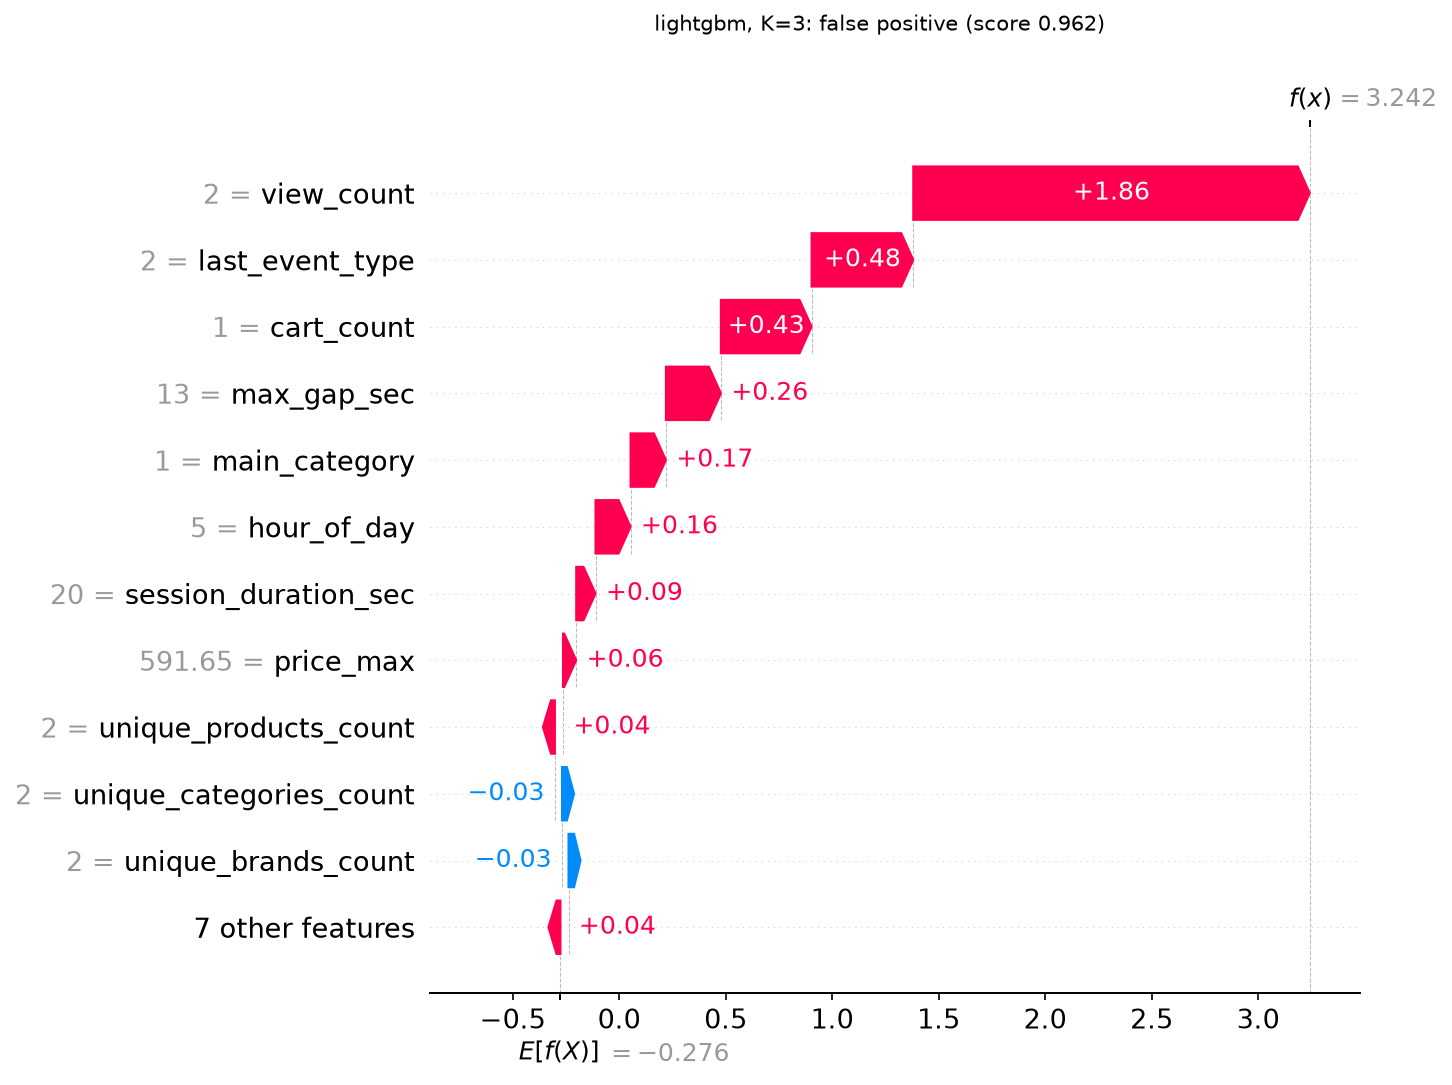 lightgbm, K=3: false positive (score 0.962)
f(x) = 3.242
2 = view_count +1.86
2 = last_event_type +0.48
1 = cart_count +0.43
13 = max_gap_sec +0.26
1 = main_category +0.17
5 = hour_of_day +0.16
20 = session_duration_sec +0.09
591.65 = price_max +0.06
2 = unique_products_count +0.04
2 = unique_categories_count −0.03
2 = unique_brands_count −0.03
7 other features +0.04
−0.5 0.0 0.5 1.0 1.5 2.0 2.5 3.0
E[f(X)] = −0.276